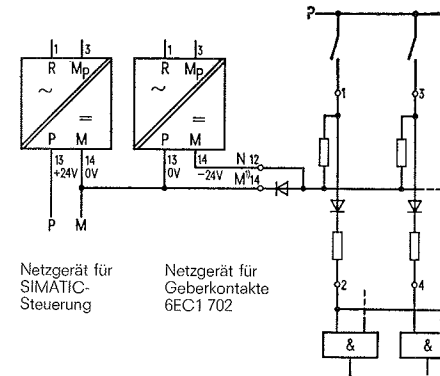 P
1 3 1 3
R Mp R Mp
~ = ~ =
P M P M
13 14 13 14 N 12
+24V 0V 0V -24V M¹⁾ 14
P M
1 3
2 4
& &
Netzgerät für
SIMATIC-
Steuerung
Netzgerät für
Geberkontakte
6EC1 702